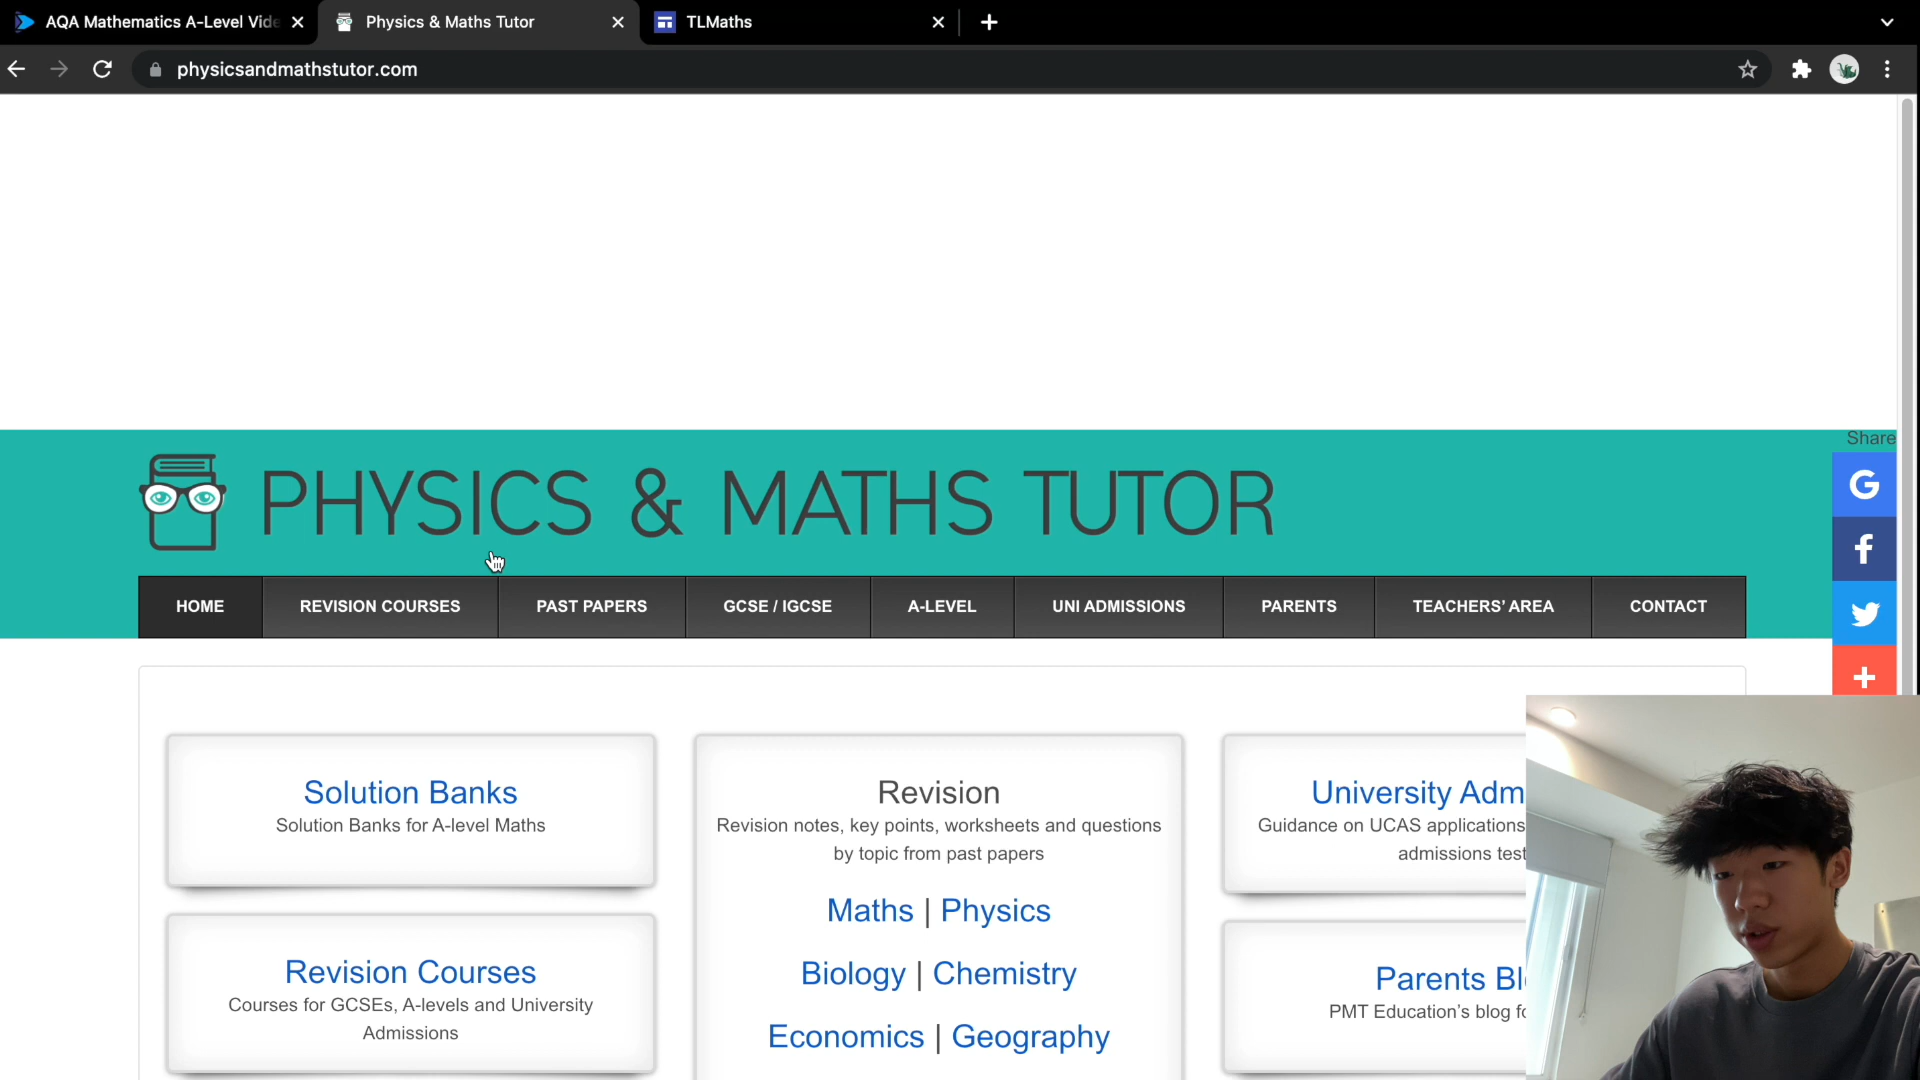 AQA Mathematics A-Level Vide
Physics & Maths Tutor
TLMaths
physicsandmathstutor.com
PHYSICS & MATHS TUTOR
Share
HOME
REVISION COURSES
PAST PAPERS
GCSE / IGCSE
A-LEVEL
UNI ADMISSIONS
PARENTS
TEACHERS' AREA
CONTACT
Solution Banks
Solution Banks for A-level Maths
Revision Courses
Courses for GCSEs, A-levels and University
Admissions
Revision
Revision notes, key points, worksheets and questions
by topic from past papers
Maths | Physics
Biology | Chemistry
Economics | Geography
University Adm
Guidance on UCAS applications
admissions test
Parents Bl
PMT Education's blog fo